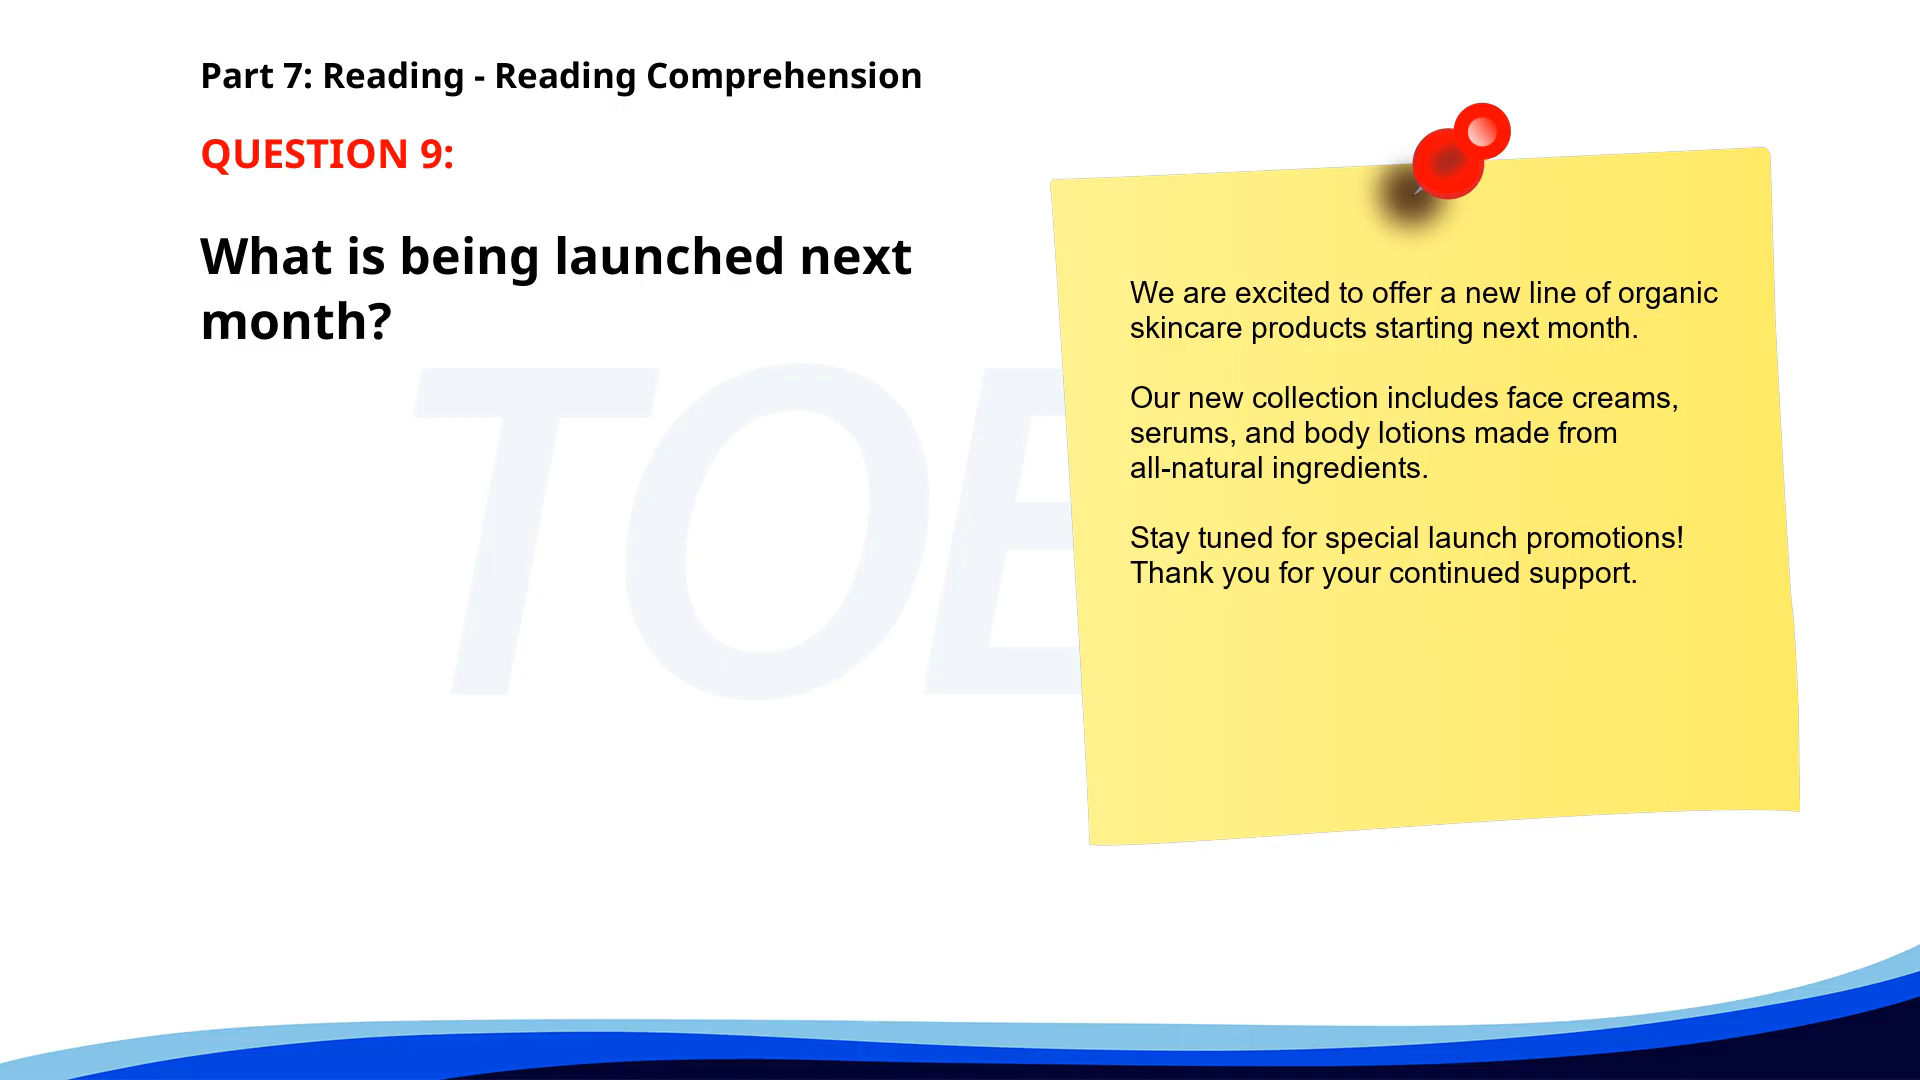 Part 7: Reading - Reading Comprehension
QUESTION 9:
What is being launched next
month?
We are excited to offer a new line of organic
skincare products starting next month.
Our new collection includes face creams,
serums, and body lotions made from
all-natural ingredients.
Stay tuned for special launch promotions!
Thank you for your continued support.
TOE